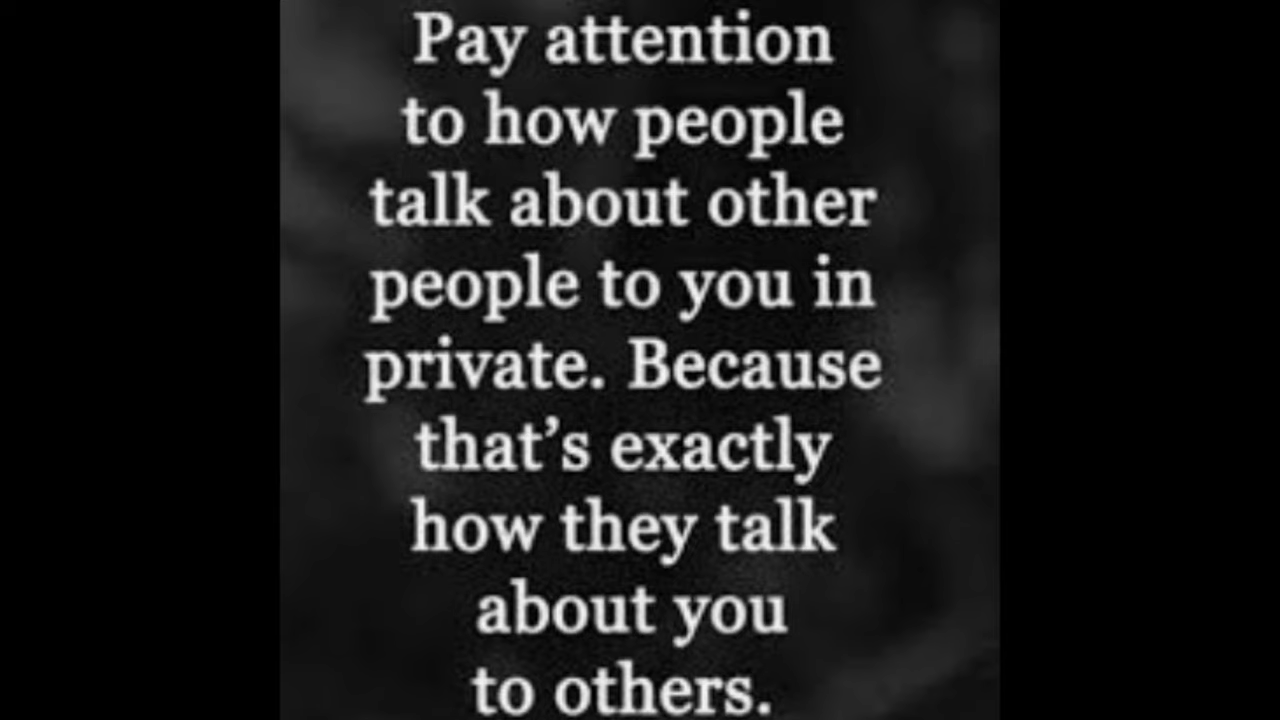 Pay attention
to how people
talk about other
people to you in
private. Because
that’s exactly
how they talk
about you
to others.